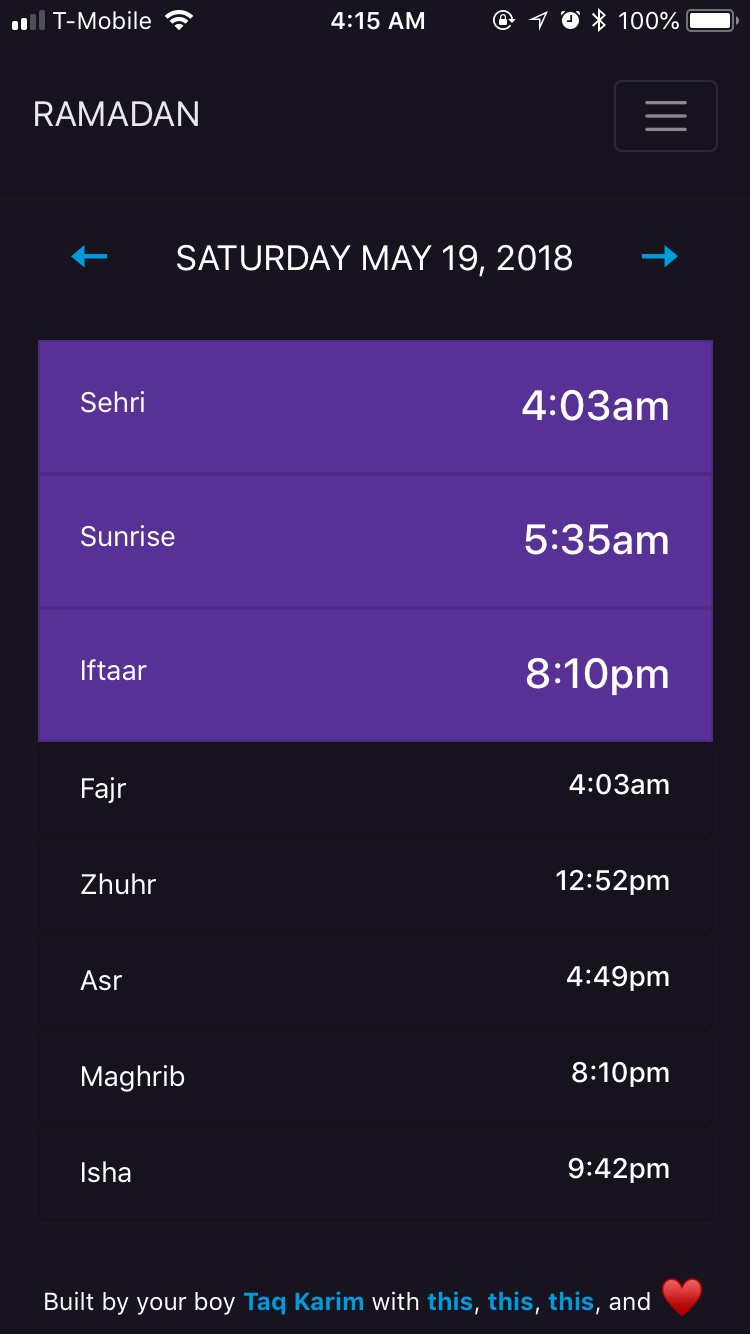 T-Mobile 4:15 AM 100%
RAMADAN
SATURDAY MAY 19, 2018
Sehri 4:03am
Sunrise 5:35am
Iftaar 8:10pm
Fajr 4:03am
Zhuhr 12:52pm
Asr 4:49pm
Maghrib 8:10pm
Isha 9:42pm
Built by your boy Taq Karim with this, this, this, and